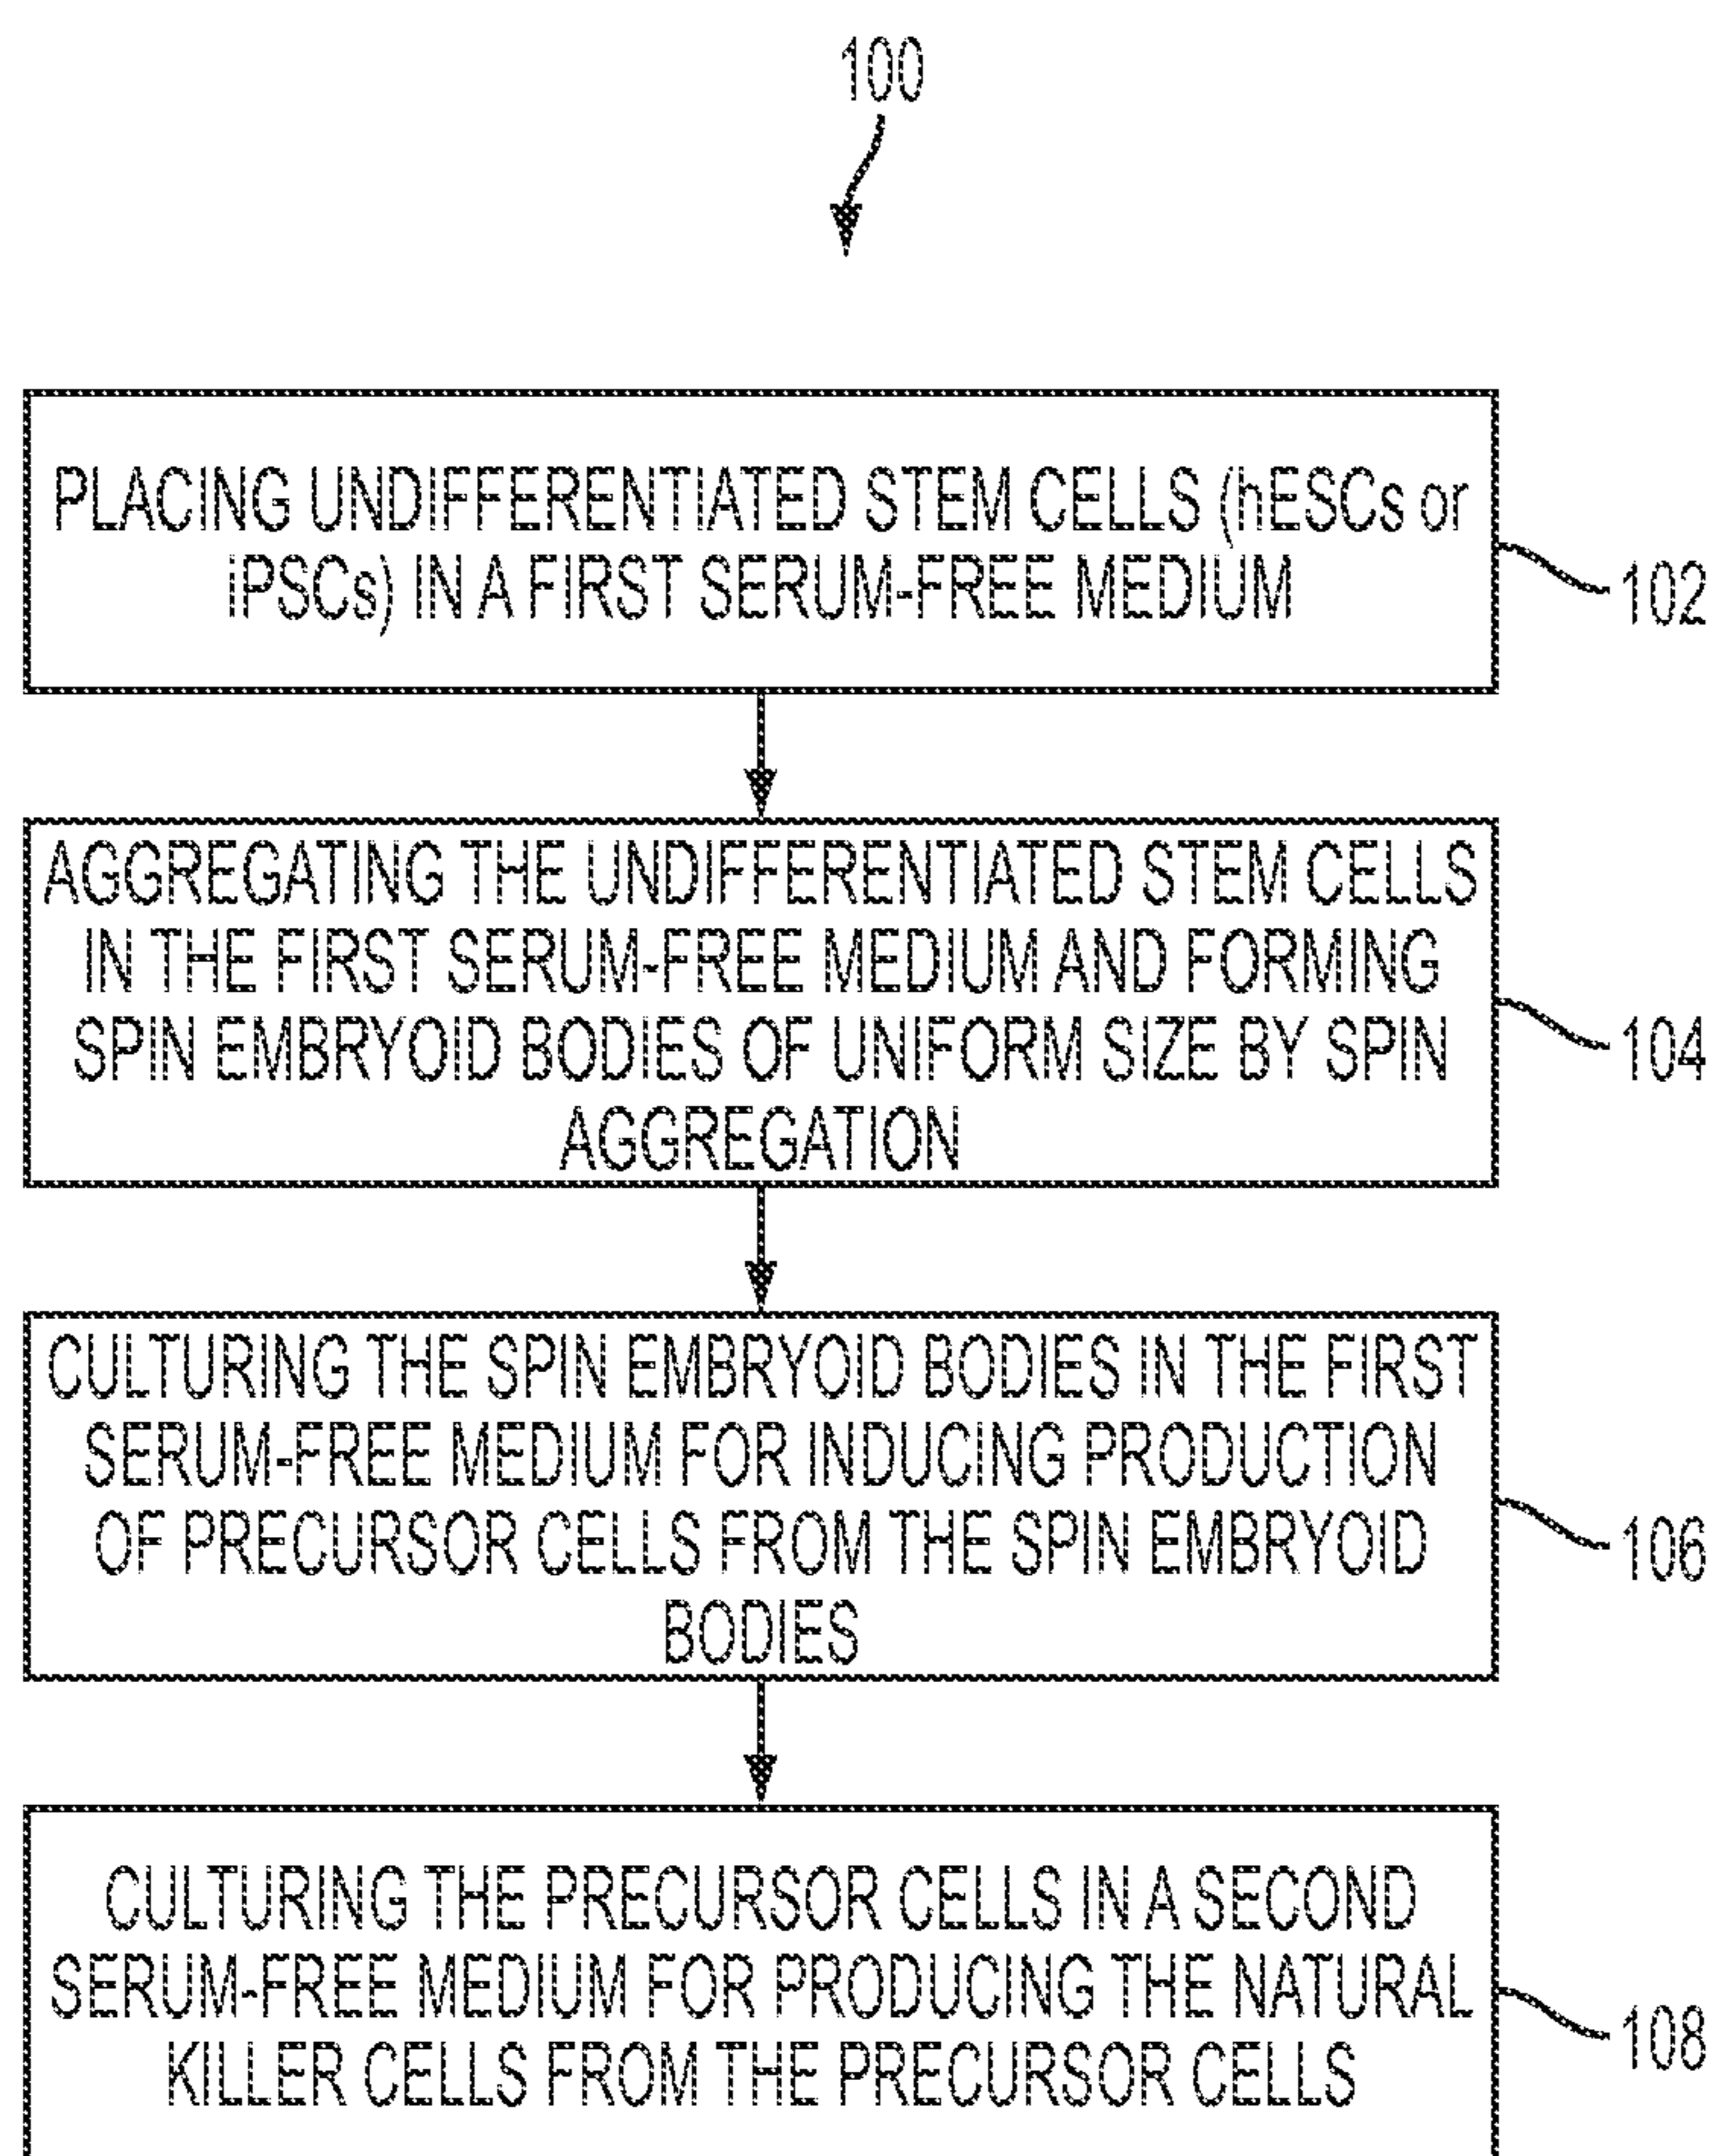 100
PLACING UNDIFFERENTIATED STEM CELLS (hESCs or
iPSCs) IN A FIRST SERUM-FREE MEDIUM
102
AGGREGATING THE UNDIFFERENTIATED STEM CELLS
IN THE FIRST SERUM-FREE MEDIUM AND FORMING
SPIN EMBRYOID BODIES OF UNIFORM SIZE BY SPIN
AGGREGATION
104
CULTURING THE SPIN EMBRYOID BODIES IN THE FIRST
SERUM-FREE MEDIUM FOR INDUCING PRODUCTION
OF PRECURSOR CELLS FROM THE SPIN EMBRYOID
BODIES
106
CULTURING THE PRECURSOR CELLS IN A SECOND
SERUM-FREE MEDIUM FOR PRODUCING THE NATURAL
KILLER CELLS FROM THE PRECURSOR CELLS
108